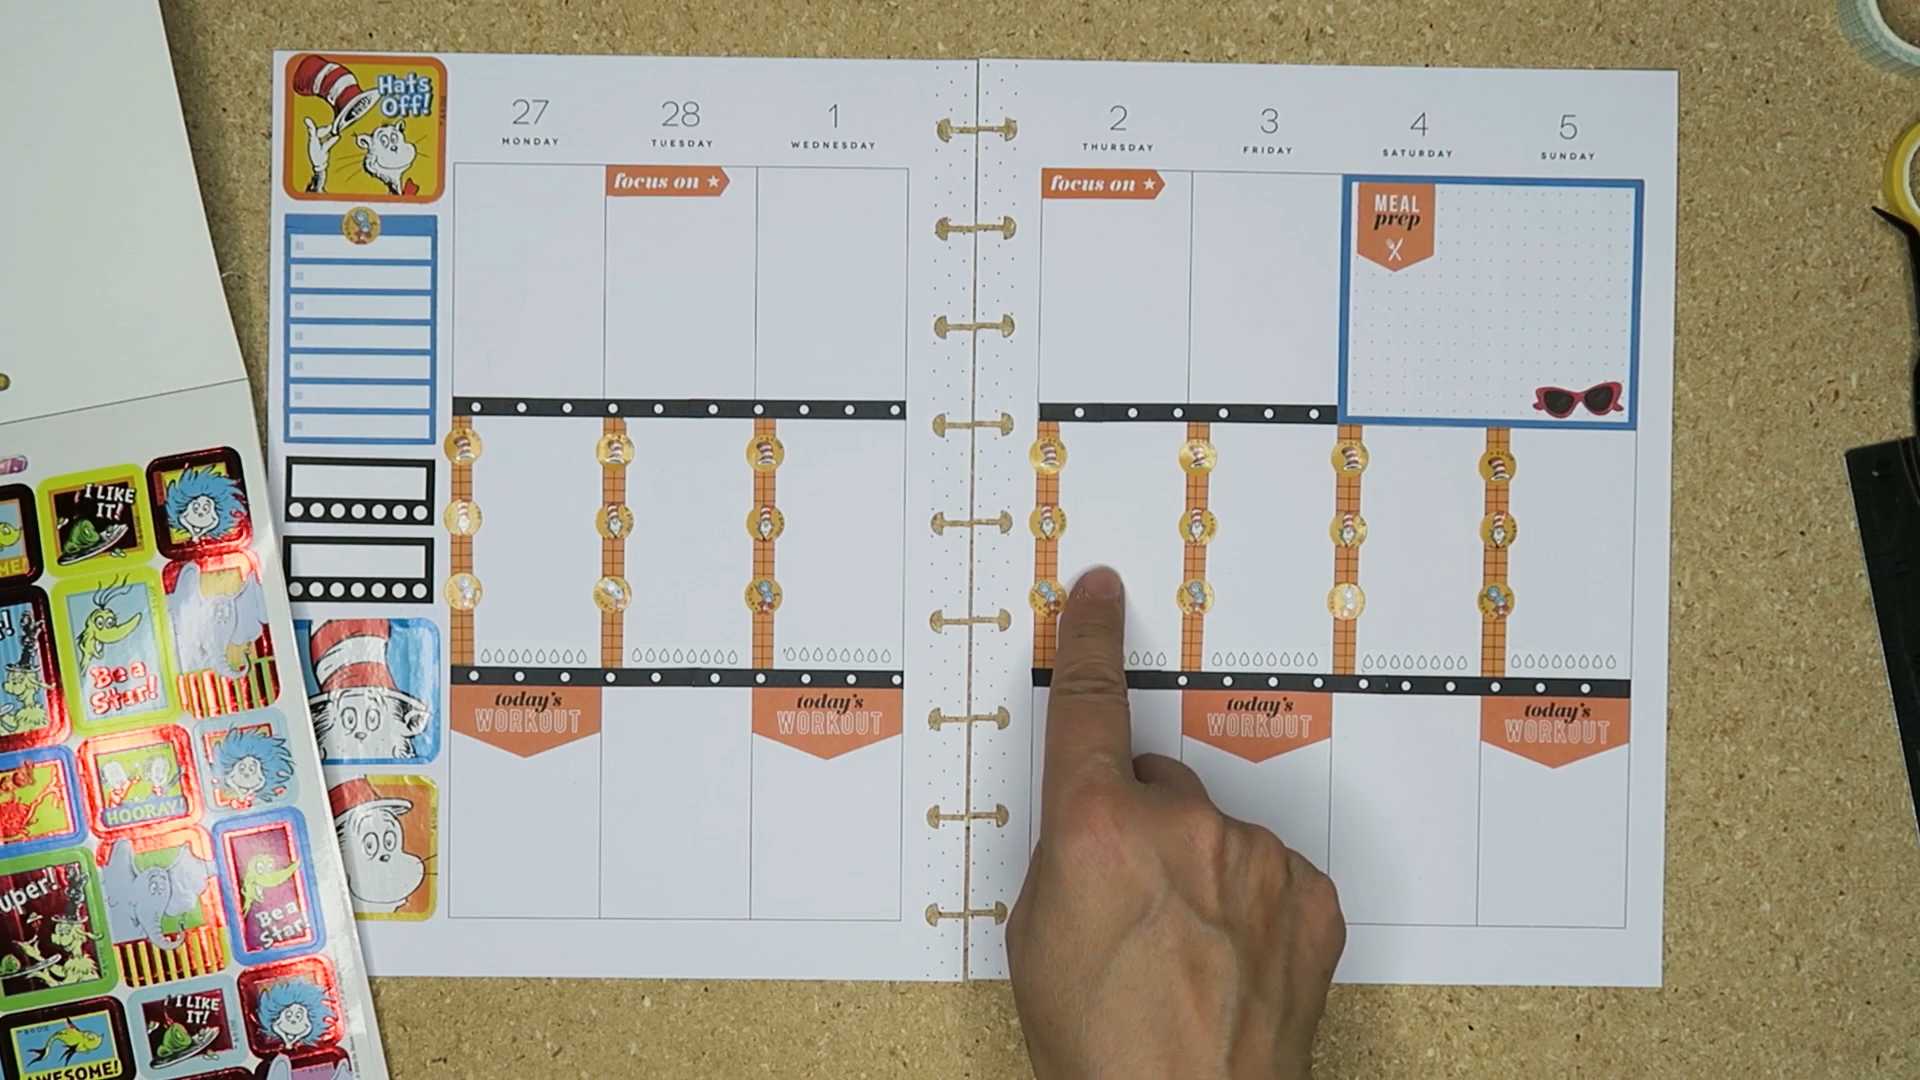 Hats
Off!
27
MONDAY
28
TUESDAY
1
WEDNESDAY
2
THURSDAY
3
FRIDAY
4
SATURDAY
5
SUNDAY
focus on
focus on
MEAL
prep
today's
WORKOUT
today's
WORKOUT
today's
WORKOUT
today's
WORKOUT
I LIKE
IT!
Be a
Star!
HOORAY!
Be a
Star!
I LIKE
IT!
AWESOME!